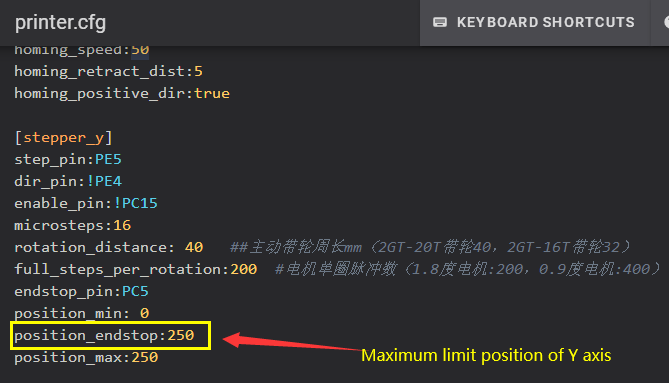 printer.cfg
KEYBOARD SHORTCUTS
homing_speed:50
homing_retract_dist:5
homing_positive_dir:true
[stepper_y]
step_pin:PE5
dir_pin:!PE4
enable_pin:!PC15
microsteps:16
rotation_distance: 40 ##主动带轮周长mm（2GT-20T带轮40，2GT-16T带轮32）
full_steps_per_rotation:200 #电机单圈脉冲数（1.8度电机:200，0.9度电机:400）
endstop_pin:PC5
position_min: 0
position_endstop:250
position_max:250
Maximum limit position of Y axis